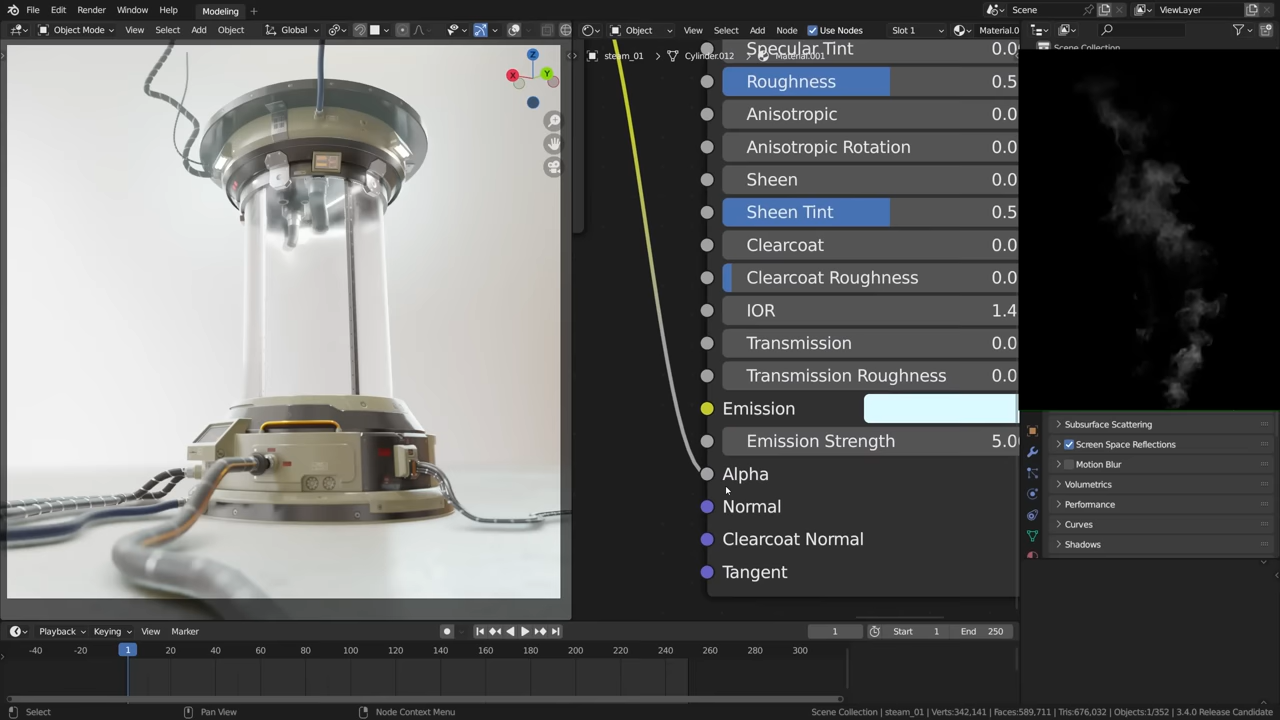 File Edit Render Window Help Modeling + Scene ViewLayer
Object Mode View Select Add Object Global Object View Select Add Node Use Nodes Slot 1 Material.0
steam_01 > Cylinder.012 > Material.001 Scene Collection
X Y Z
Specular Tint 0.0
Roughness 0.5
Anisotropic 0.0
Anisotropic Rotation 0.0
Sheen 0.0
Sheen Tint 0.5
Clearcoat 0.0
Clearcoat Roughness 0.0
IOR 1.4
Transmission 0.0
Transmission Roughness 0.0
Emission
Emission Strength 5.0
Alpha
Normal
Clearcoat Normal
Tangent
Subsurface Scattering
Screen Space Reflections
Motion Blur
Volumetrics
Performance
Curves
Shadows
Playback Keying View Marker 1 Start 1 End 250
-40 -20 1 20 40 60 80 100 120 140 160 180 200 220 240 260 280 300
Select Pan View Node Context Menu Scene Collection | steam_01 | Verts:342,141 | Faces:589,711 | Tris:676,032 | Objects:1/352 | 3.4.0 Release Candidate